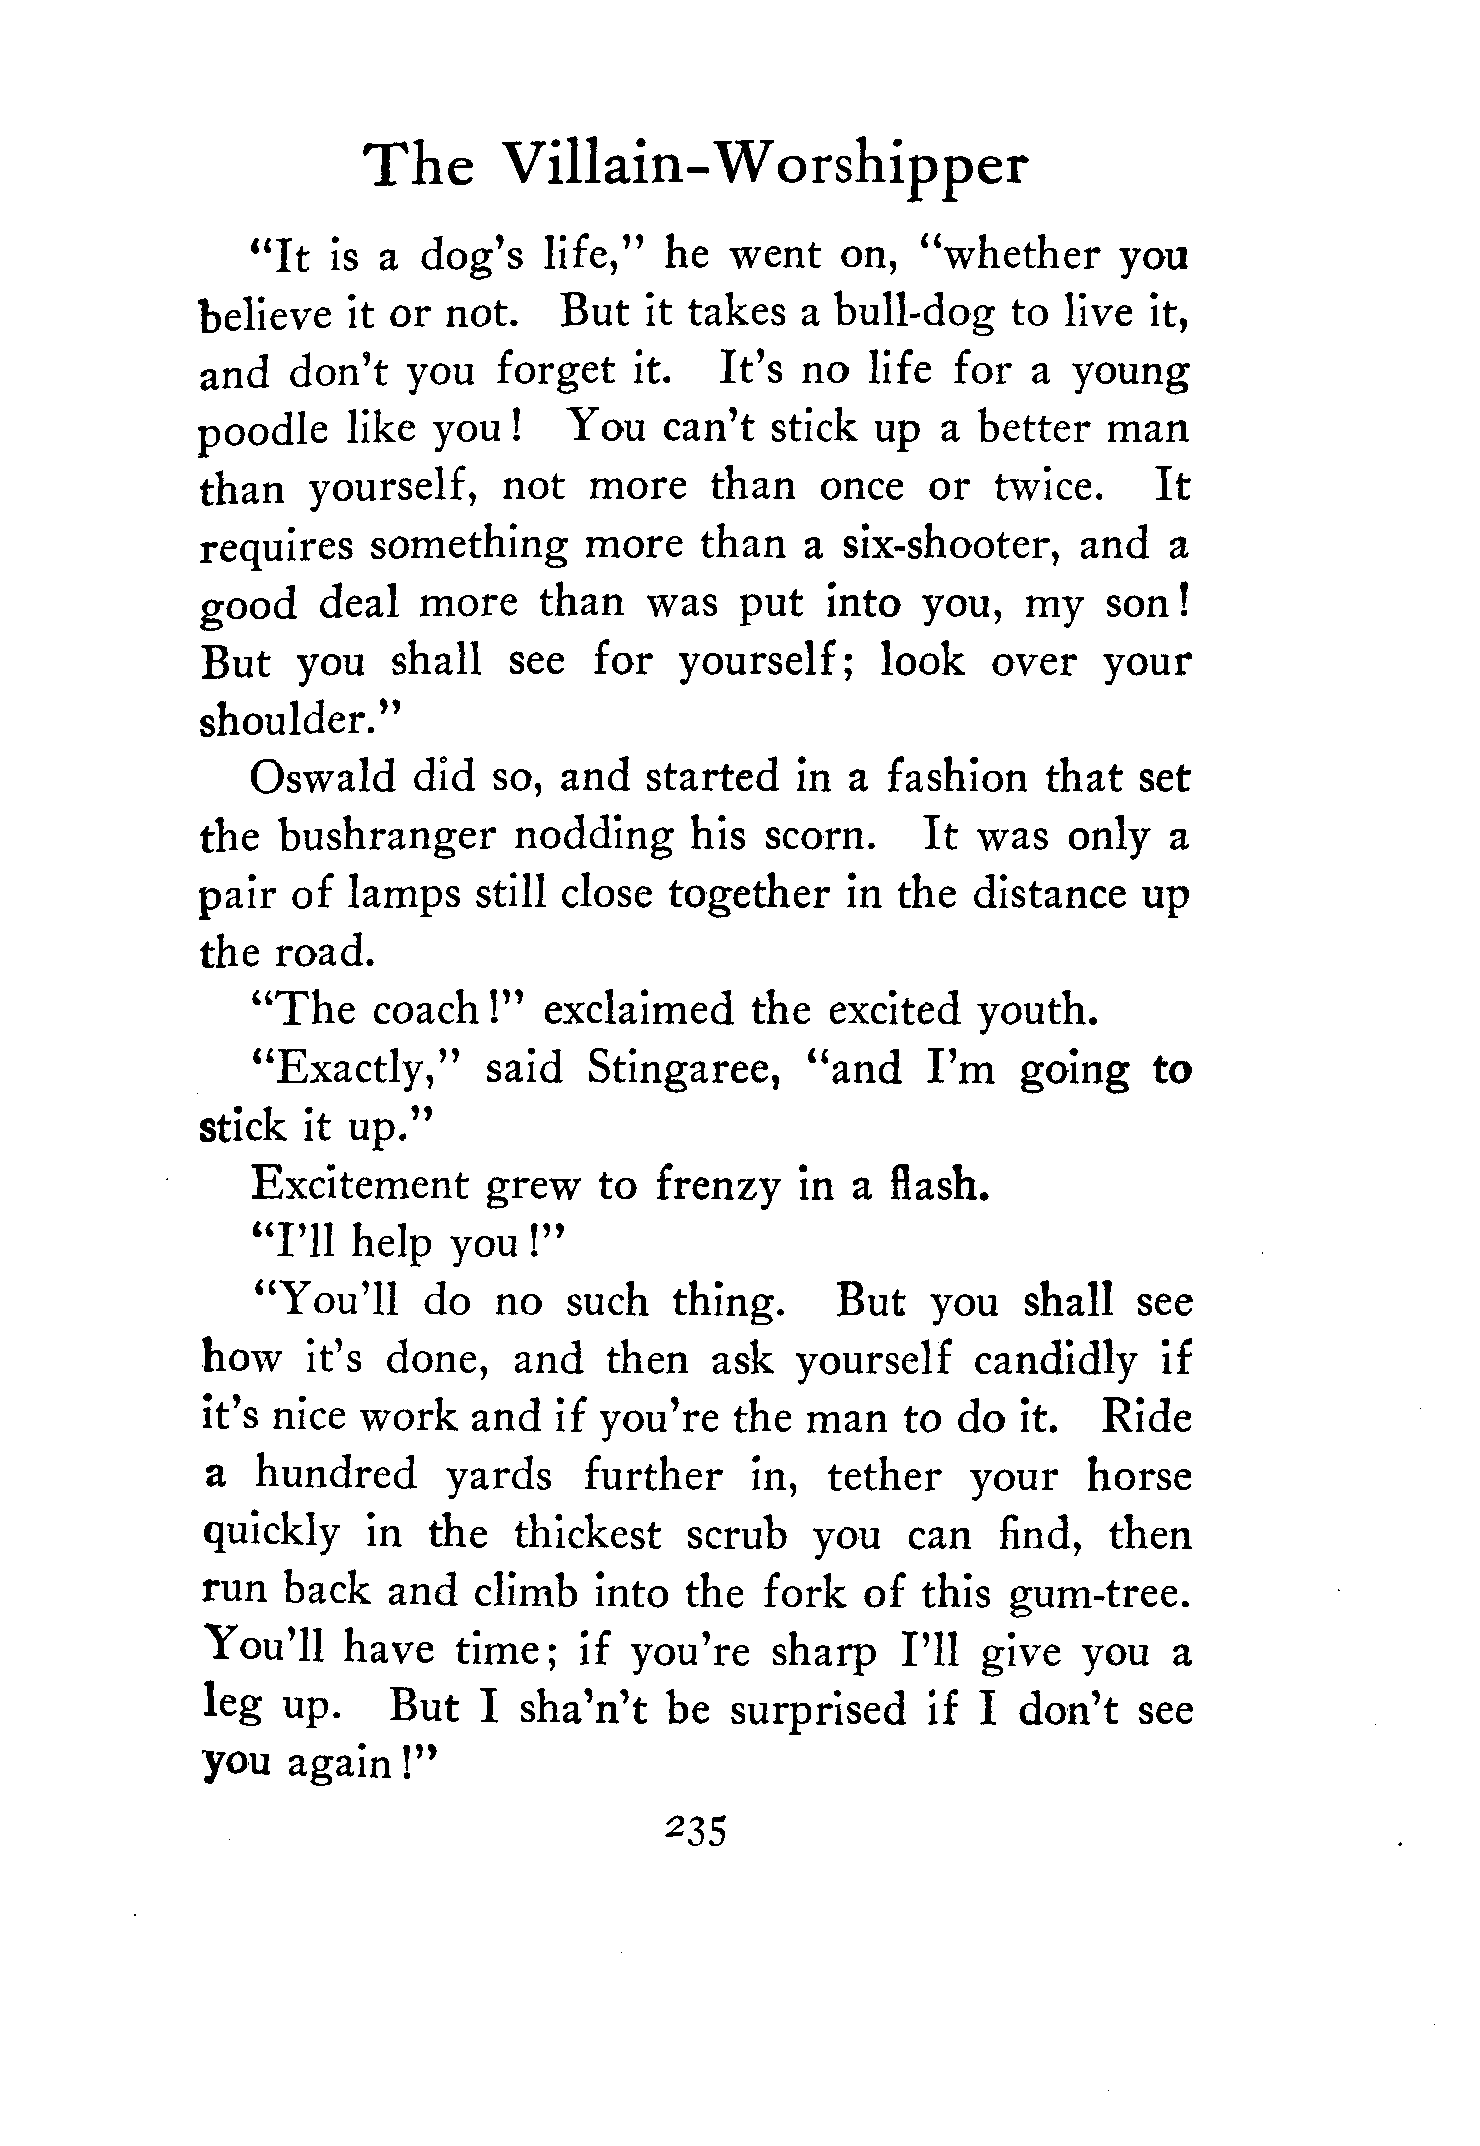 The Villain-Worshipper
"It is a dog's life," he went on, "whether you
believe it or not. But it takes a bull-dog to live it,
and don't you forget it. It's no life for a young
poodle like you! You can't stick up a better man
than yourself, not more than once or twice. It
requires something more than a six-shooter, and a
good deal more than was put into you, my son!
But you shall see for yourself; look over your
shoulder."
Oswald did so, and started in a fashion that set
the bushranger nodding his scorn. It was only a
pair of lamps still close together in the distance up
the road.
"The coach!" exclaimed the excited youth.
"Exactly," said Stingaree, "and I'm going to
stick it up."
Excitement grew to frenzy in a flash.
"I'll help you!"
"You'll do no such thing. But you shall see
how it's done, and then ask yourself candidly if
it's nice work and if you're the man to do it. Ride
a hundred yards further in, tether your horse
quickly in the thickest scrub you can find, then
run back and climb into the fork of this gum-tree.
You'll have time; if you're sharp I'll give you a
leg up. But I sha'n't be surprised if I don't see
you again!"
235